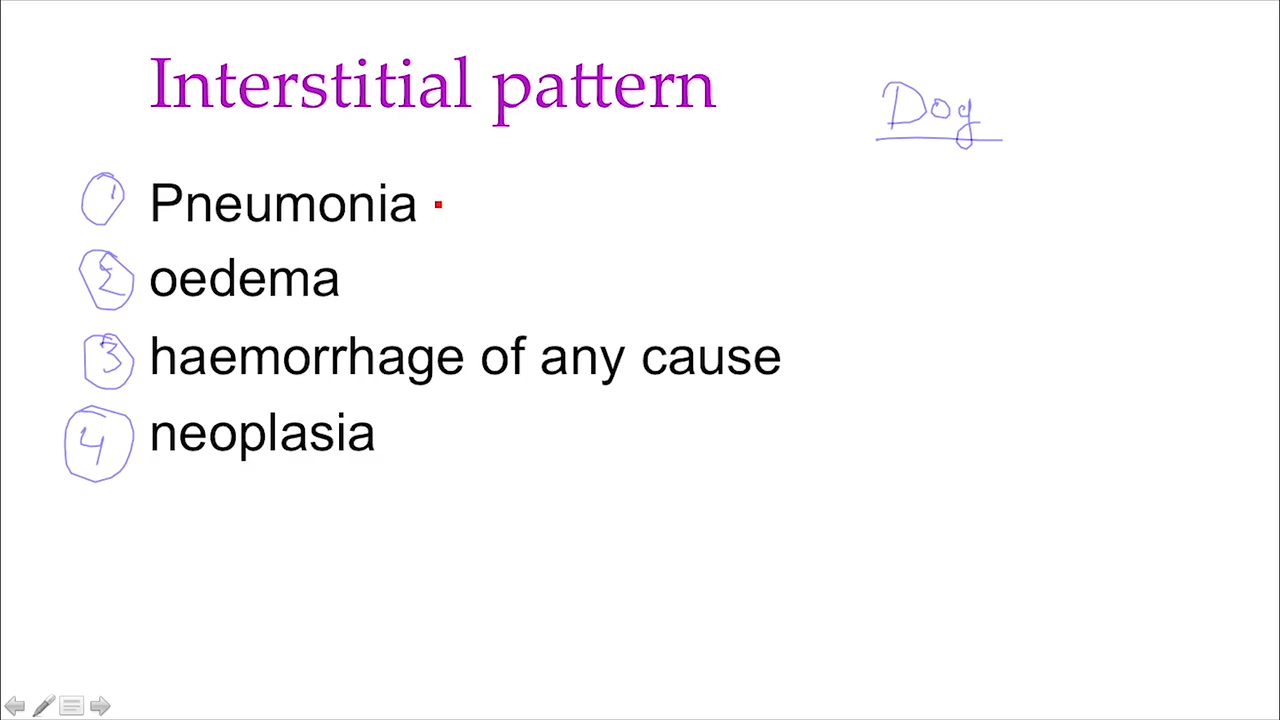 Interstitial pattern
Dog
1 Pneumonia
2 oedema
3 haemorrhage of any cause
4 neoplasia